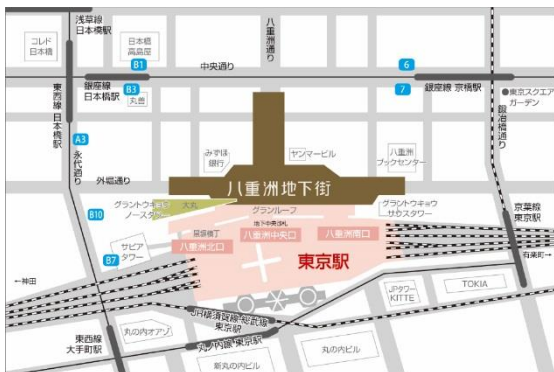 浅草線
日本橋駅
コレド
日本橋
日本橋
高島屋
八重洲通り
B1
中央通り
6
銀座線
日本橋駅
B3
丸善
7
銀座線 京橋駅
東京スクエア
ガーデン
東西線 日本橋駅
鍛冶橋通り
A3
永代通り
みずほ
銀行
ヤンマービル
八重洲
ブックセンター
外堀通り
八重洲地下街
大丸
グラントウキョウ
ノースタワー
グランルーフ
グラントウキョウ
サウスタワー
京葉線
東京駅
B10
地下中央口改札
黒塀横丁
八重洲北口
八重洲中央口
八重洲南口
サピア
タワー
B7
東京駅
有楽町→
←神田
JPタワー
KITTE
TOKIA
東西線
大手町駅
丸の内オアゾ
JR横須賀線・総武線
東京駅
丸ノ内線・東京駅
新丸の内ビル
丸の内ビル